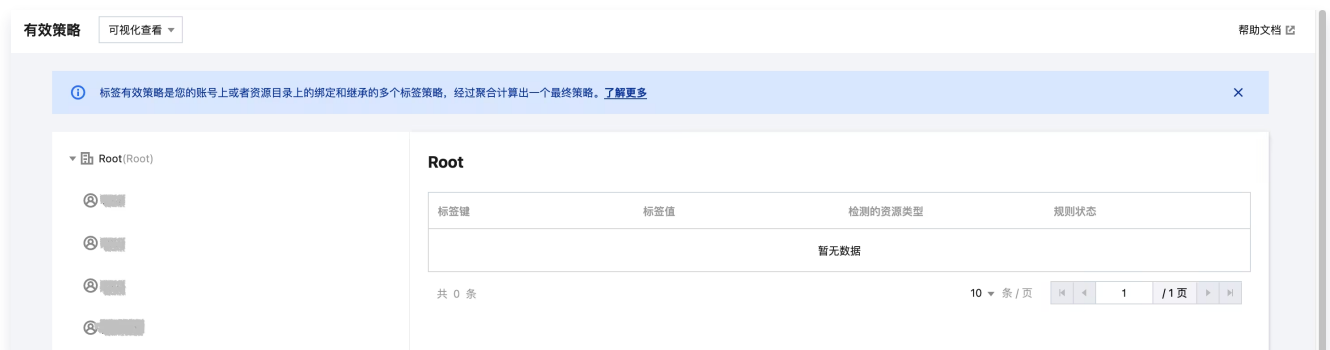 有效策略 可视化查看 帮助文档
标签有效策略是您的账号上或者资源目录上的绑定和继承的多个标签策略，经过聚合计算出一个最终策略。了解更多
Root(Root)
Root
标签键 标签值 检测的资源类型 规则状态
暂无数据
共 0 条 10 条 / 页 1 / 1 页